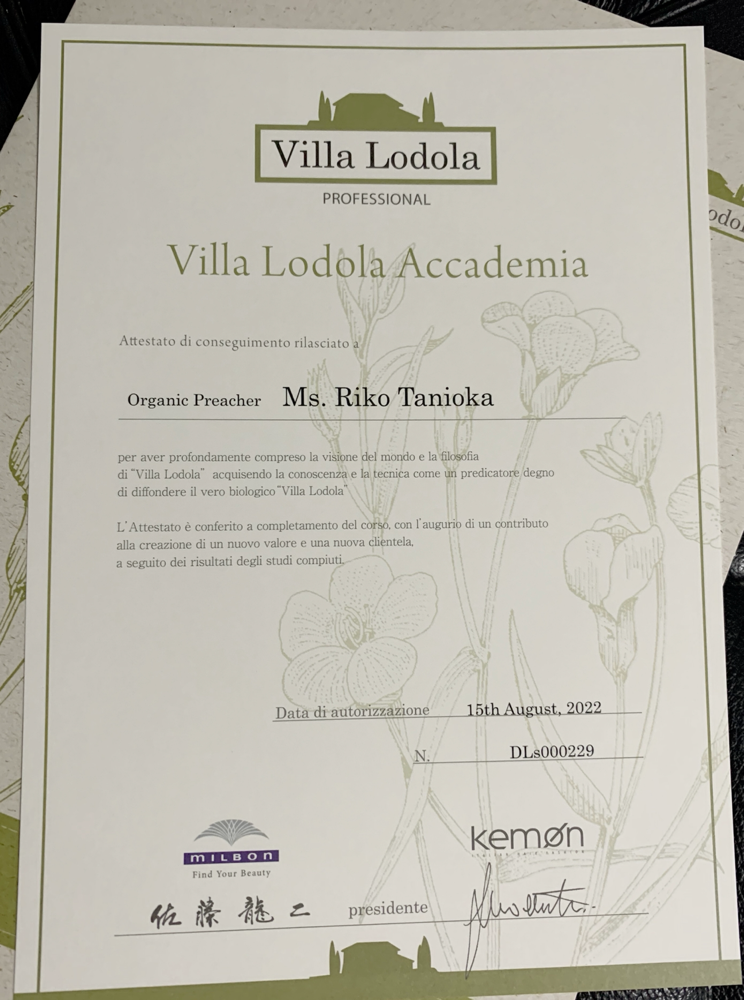 Villa Lodola
PROFESSIONAL
odo
Villa Lodola Accademia
Attestato di conseguimento rilasciato a
Organic Preacher Ms. Riko Tanioka
per aver profondamente compreso la visione del mondo e la filosofia
di "Villa Lodola" acquisendo la conoscenza e la tecnica come un predicatore degno
di diffondere il vero biologico "Villa Lodola"
L'Attestato è conferito a completamento del corso, con l'augurio di un contributo
alla creazione di un nuovo valore e una nuova clientela,
a seguito dei risultati degli studi compiuti.
Data di autorizzazione 15th August, 2022
N. DLs000229
MILBON
Find Your Beauty
kemøn
佐藤龍二 presidente